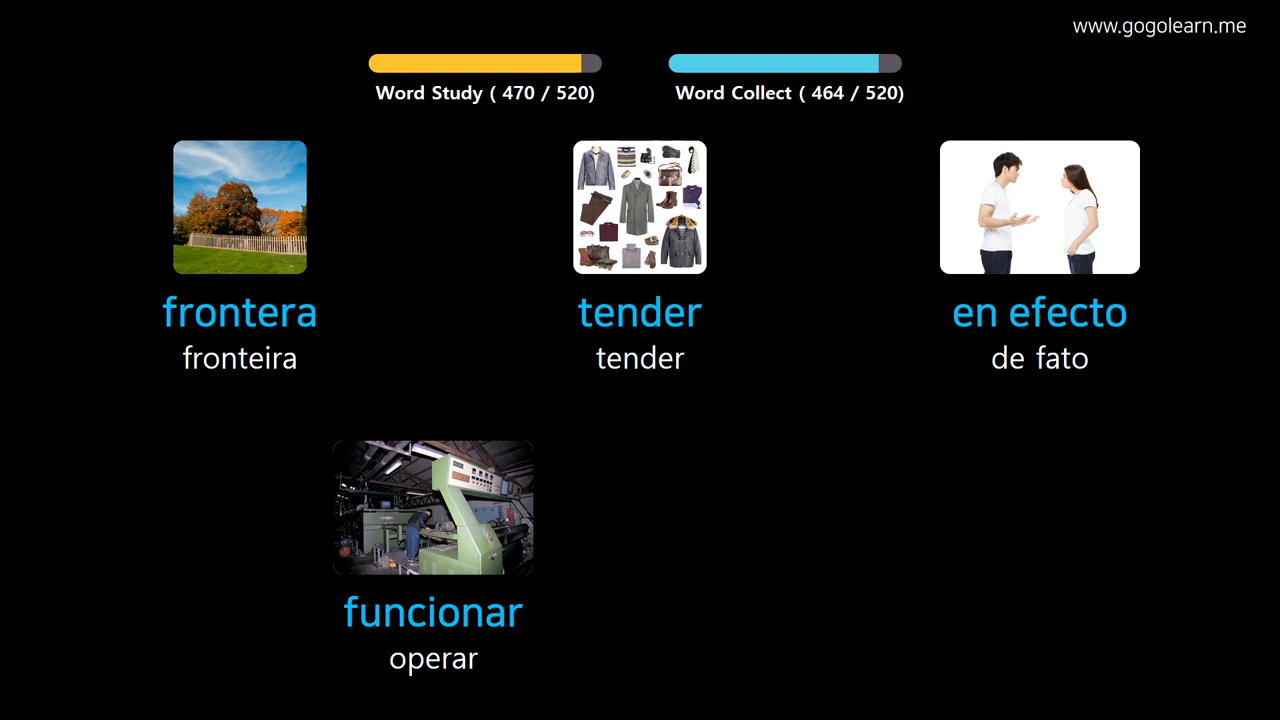 www.gogolearn.me
Word Study ( 470 / 520)
Word Collect ( 464 / 520)
frontera
fronteira
tender
tender
en efecto
de fato
funcionar
operar